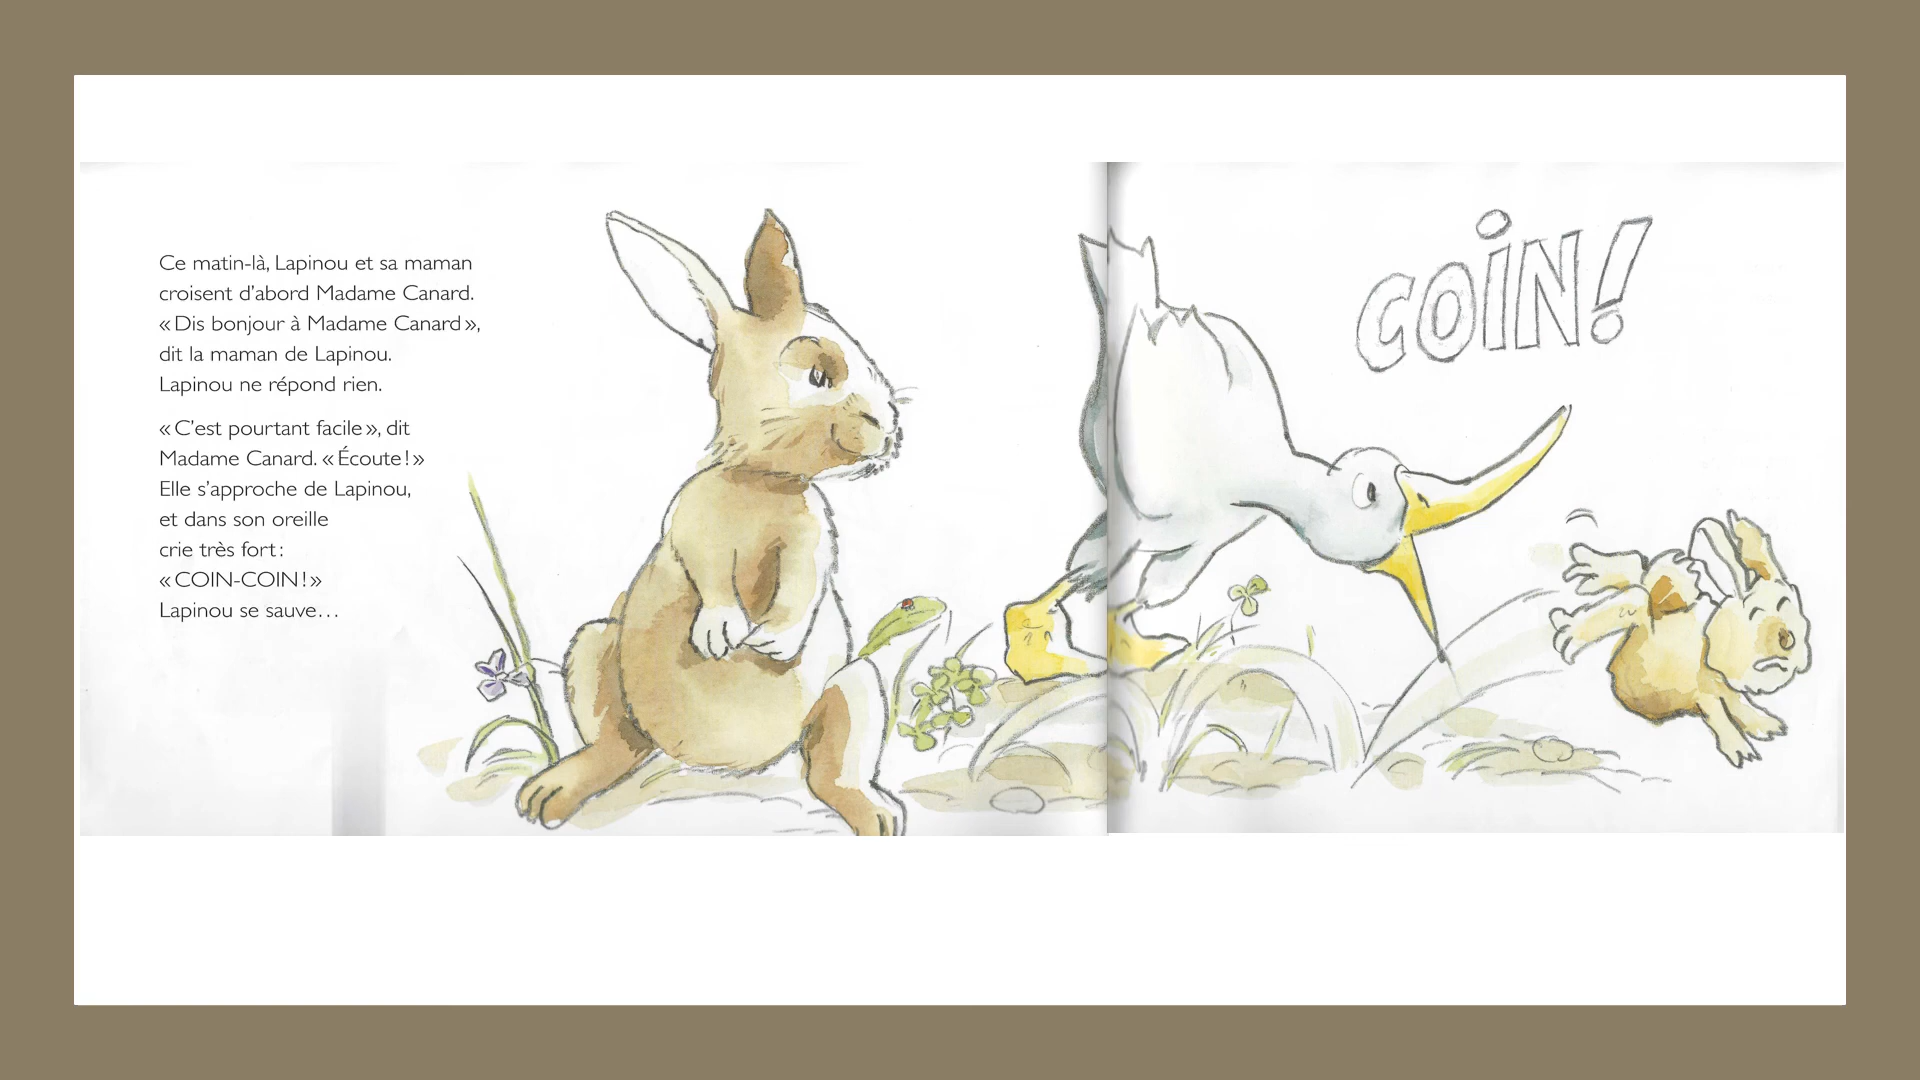 Ce matin-là, Lapinou et sa maman
croisent d'abord Madame Canard.
« Dis bonjour à Madame Canard »,
dit la maman de Lapinou.
Lapinou ne répond rien.
« C'est pourtant facile », dit
Madame Canard. « Écoute ! »
Elle s'approche de Lapinou,
et dans son oreille
crie très fort :
« COIN-COIN ! »
Lapinou se sauve…
COiN!